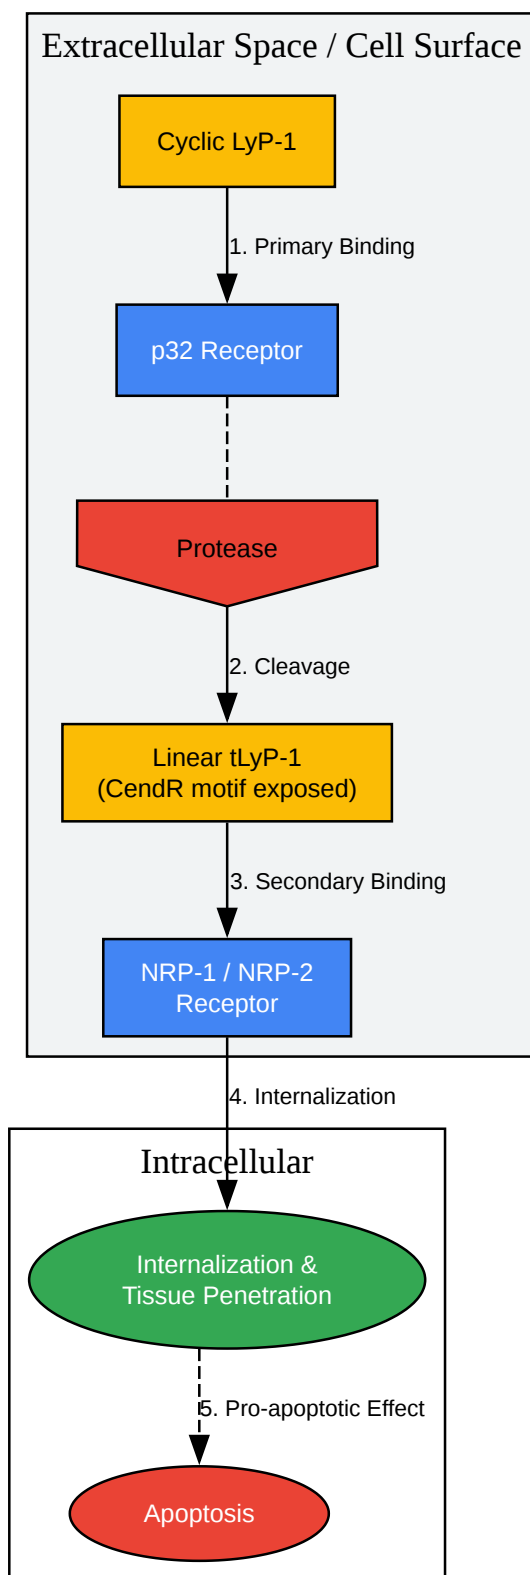 Extracellular Space / Cell Surface
Cyclic LyP-1
1. Primary Binding
p32 Receptor
Protease
2. Cleavage
Linear tLyP-1
(CendR motif exposed)
3. Secondary Binding
NRP-1 / NRP-2
Receptor
4. Internalization
Intracellular
Internalization &
Tissue Penetration
5. Pro-apoptotic Effect
Apoptosis